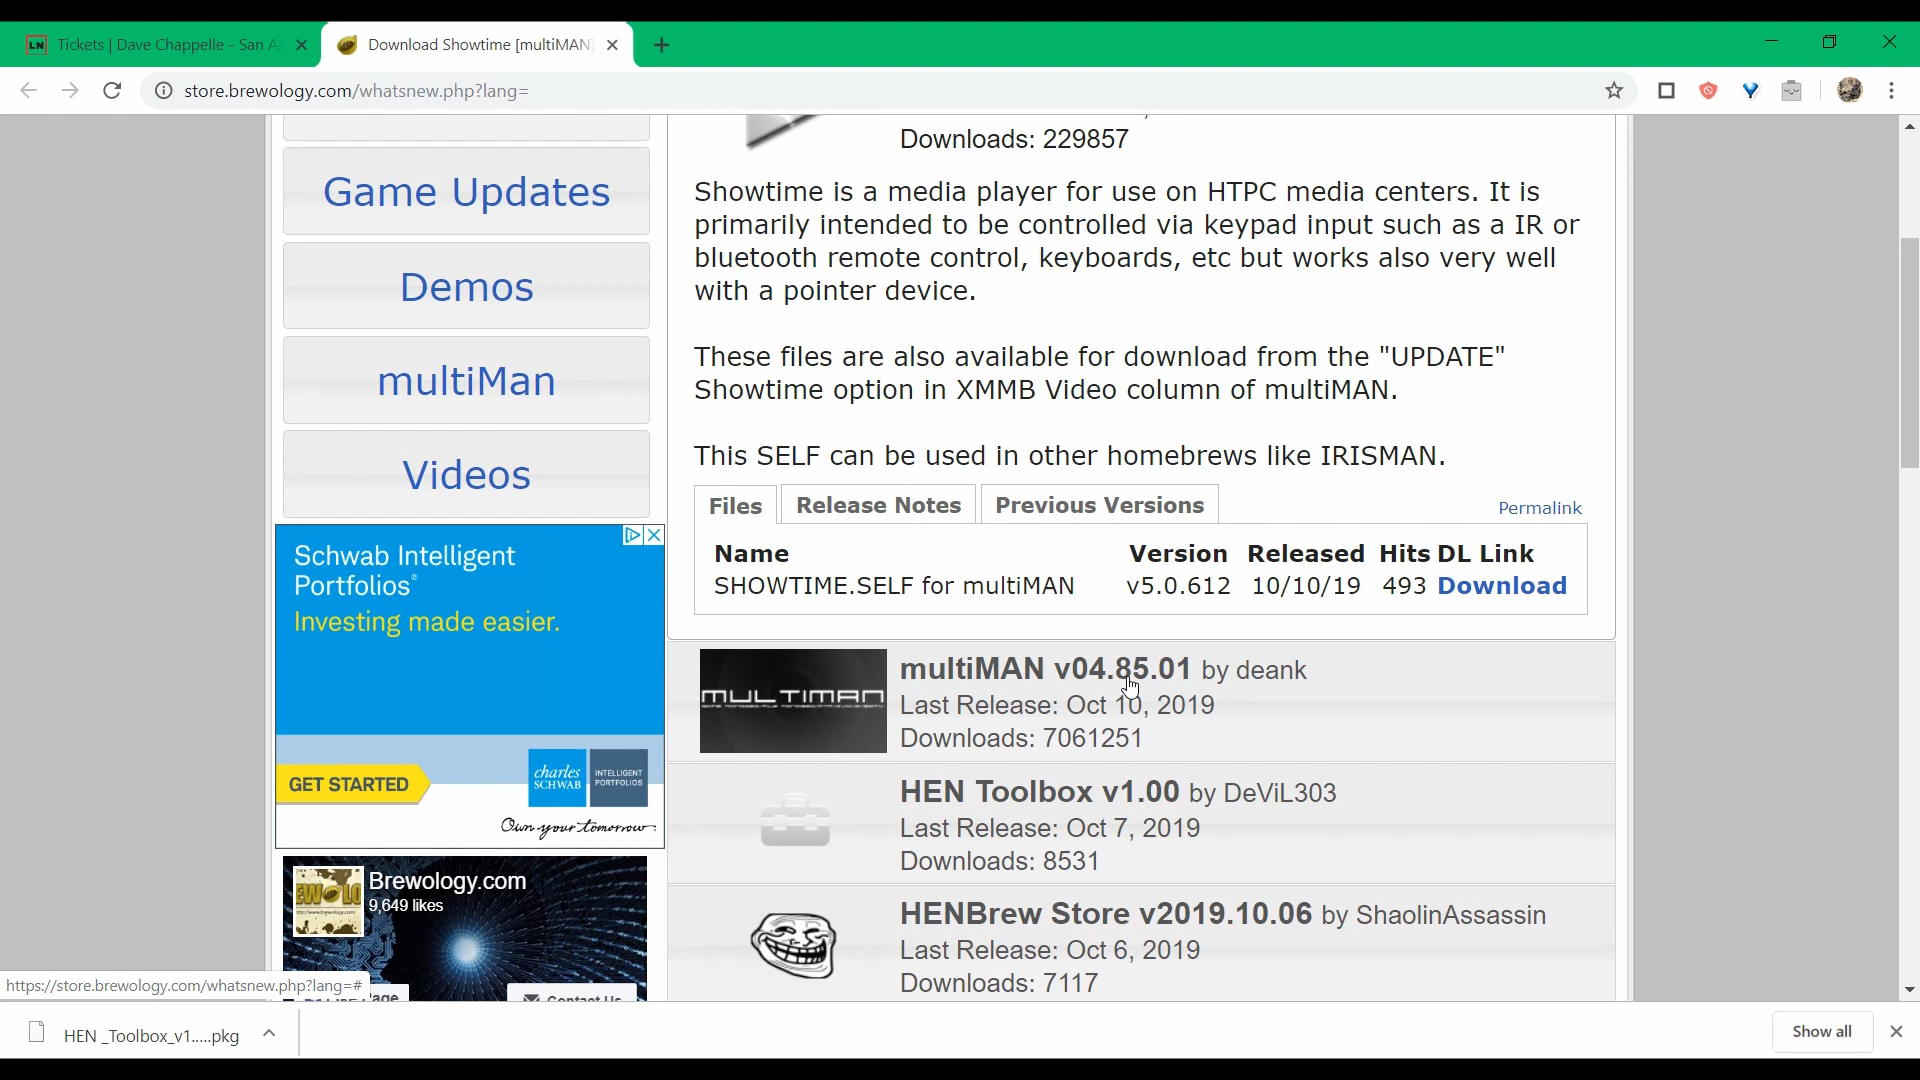 LN Tickets | Dave Chappelle - San A
Download Showtime [multiMAN]
store.brewology.com/whatsnew.php?lang=
Game Updates
Demos
multiMan
Videos
Schwab Intelligent
Portfolios®
Investing made easier.
GET STARTED
charles
SCHWAB
INTELLIGENT
PORTFOLIOS
Own your tomorrow.
Brewology.com
9,649 likes
Contact Us
https://store.brewology.com/whatsnew.php?lang=#
Downloads: 229857
Showtime is a media player for use on HTPC media centers. It is
primarily intended to be controlled via keypad input such as a IR or
bluetooth remote control, keyboards, etc but works also very well
with a pointer device.
These files are also available for download from the "UPDATE"
Showtime option in XMMB Video column of multiMAN.
This SELF can be used in other homebrews like IRISMAN.
Files Release Notes Previous Versions Permalink
Name Version Released Hits DL Link
SHOWTIME.SELF for multiMAN v5.0.612 10/10/19 493 Download
MULTIMAN
multiMAN v04.85.01 by deank
Last Release: Oct 10, 2019
Downloads: 7061251
HEN Toolbox v1.00 by DeViL303
Last Release: Oct 7, 2019
Downloads: 8531
HENBrew Store v2019.10.06 by ShaolinAssassin
Last Release: Oct 6, 2019
Downloads: 7117
HEN _Toolbox_v1.....pkg
Show all